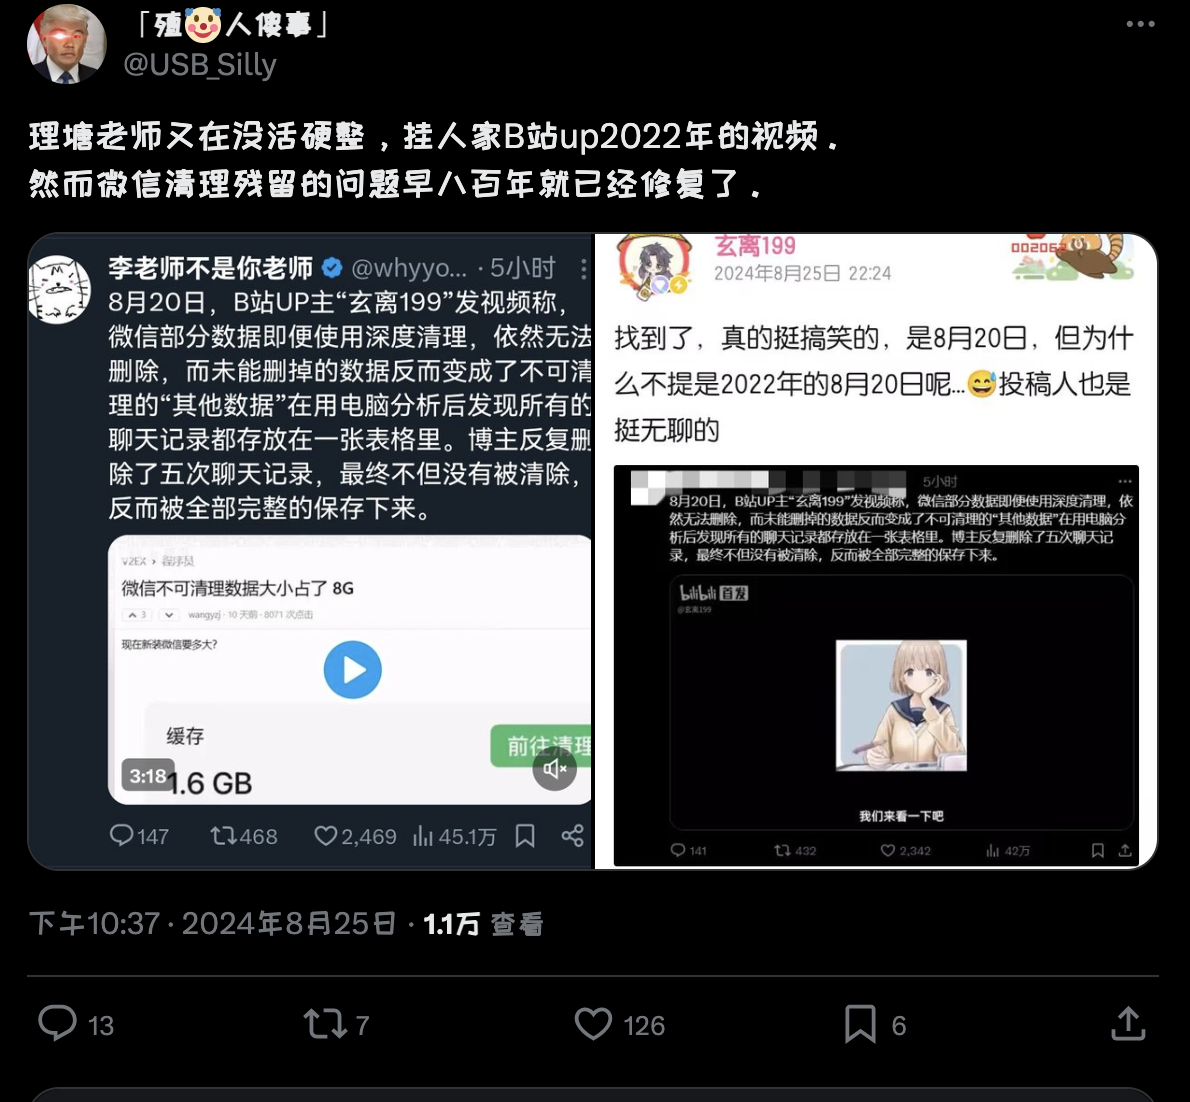 「殖🤡人傻事」
@USB_Silly
理塘老师又在没活硬整，挂人家B站up2022年的视频．
然而微信清理残留的问题早八百年就已经修复了．
李老师不是你老师 @whyyo... · 5小时
8月20日，B站UP主“玄离199”发视频称，
微信部分数据即便使用深度清理，依然无法
删除，而未能删掉的数据反而变成了不可清
理的“其他数据”在用电脑分析后发现所有的
聊天记录都存放在一张表格里。博主反复删
除了五次聊天记录，最终不但没有被清除，
反而被全部完整的保存下来。
V2EX › 程序员
微信不可清理数据大小占了 8G
3
wangyzj · 10 天前 · 8071 次点击
现在新装微信要多大?
缓存
前往清理
3:18
1.6 GB
147 468 2,469 45.1万
玄离199
2024年8月25日 22:24
002062
找到了，真的挺搞笑的，是8月20日，但为什
么不提是2022年的8月20日呢...😅投稿人也是
挺无聊的
5小时
8月20日，B站UP主“玄离199”发视频称，微信部分数据即便使用深度清理，依
然无法删除，而未能删掉的数据反而变成了不可清理的“其他数据”在用电脑分
析后发现所有的聊天记录都存放在一张表格里。博主反复删除了五次聊天记
录，最终不但没有被清除，反而被全部完整的保存下来。
bilibili 首发
@玄离199
我们来看一下吧
141 432 2,342 42万
下午10:37 · 2024年8月25日 · 1.1万 查看
13 7 126 6